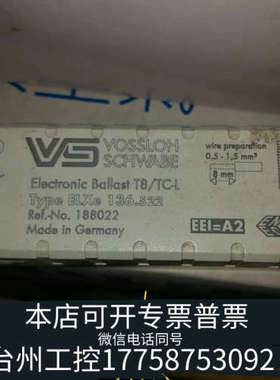 VS VOSSLOH
SCHWABE
wire preparation
0,5 - 1,5 mm²
8 mm
Electronic Ballast T8/TC-L
Type ELXe 136.522
Ref.-No. 188022
Made in Germany
EEI=A2
本店可开专票普票
微信电话同号
台州工控17758753092